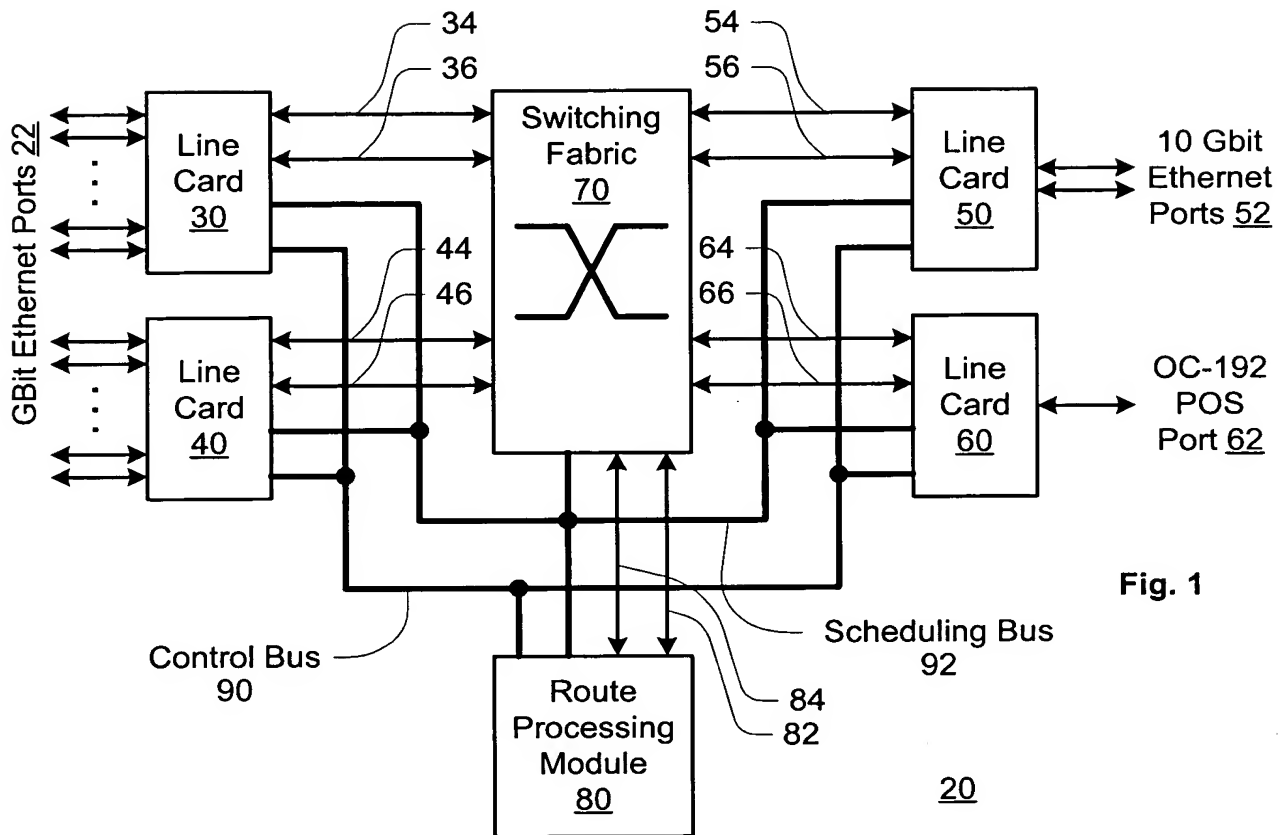 34
36
54
56
GBit Ethernet Ports 22
Line
Card
30
Switching
Fabric
70
Line
Card
50
10 Gbit
Ethernet
Ports 52
44
46
64
66
Line
Card
40
Line
Card
60
OC-192
POS
Port 62
Fig. 1
Control Bus
90
Scheduling Bus
92
Route
Processing
Module
80
84
82
20